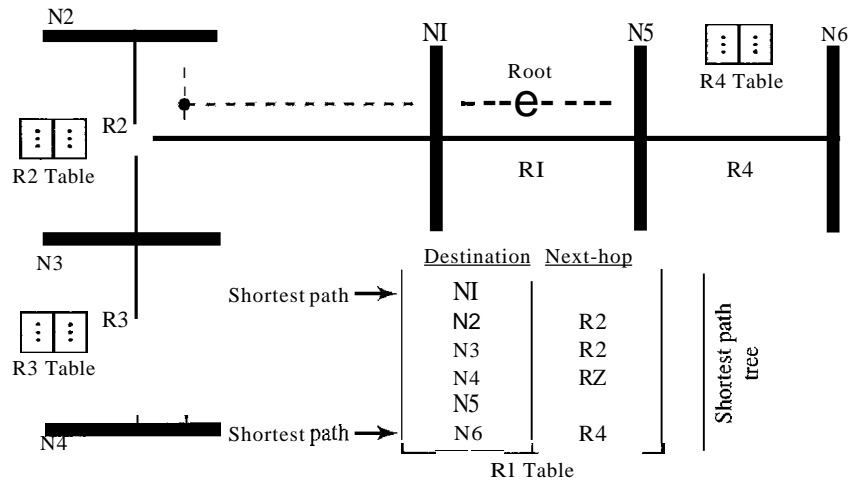 N2
NI
N5
N6
Root
e
R4 Table
R2
R2 Table
RI
R4
N3
Destination Next-hop
Shortest path
NI
N2 R2
N3 R2
N4 RZ
N5
Shortest path
N6 R4
R1 Table
R3
R3 Table
N4
Shortest path
tree